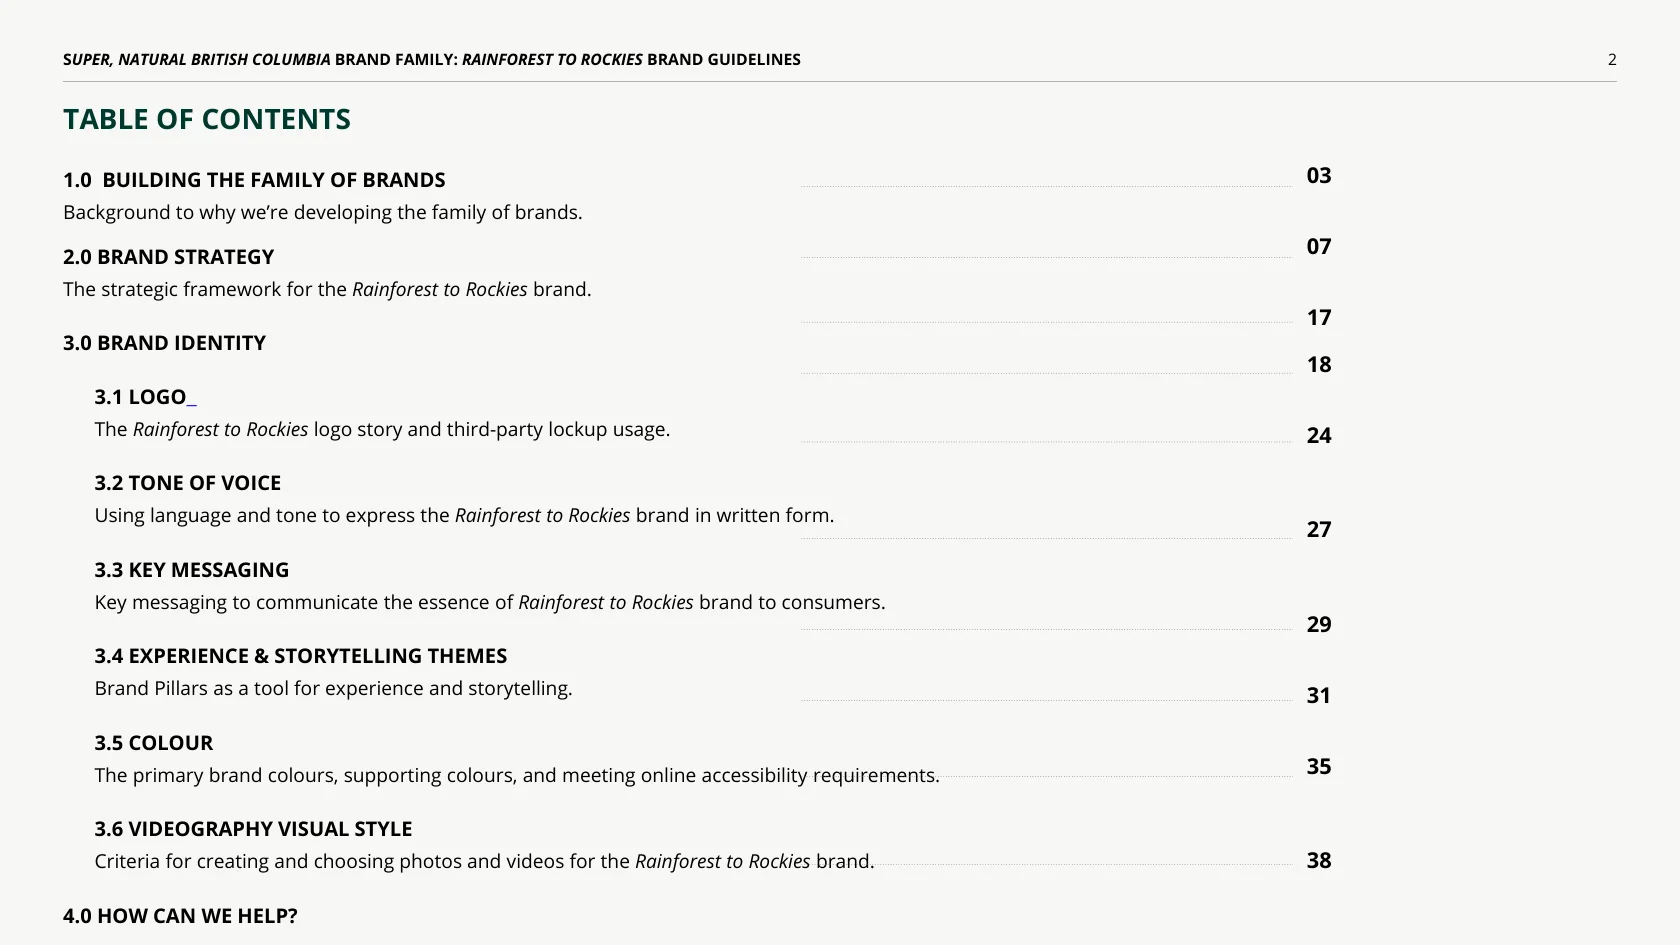 SUPER, NATURAL BRITISH COLUMBIA BRAND FAMILY: RAINFOREST TO ROCKIES BRAND GUIDELINES 2
TABLE OF CONTENTS
1.0 BUILDING THE FAMILY OF BRANDS 03
Background to why we’re developing the family of brands.
2.0 BRAND STRATEGY 07
The strategic framework for the Rainforest to Rockies brand.
17
3.0 BRAND IDENTITY
18
3.1 LOGO_
The Rainforest to Rockies logo story and third-party lockup usage. 24
3.2 TONE OF VOICE
Using language and tone to express the Rainforest to Rockies brand in written form. 27
3.3 KEY MESSAGING
Key messaging to communicate the essence of Rainforest to Rockies brand to consumers.
29
3.4 EXPERIENCE & STORYTELLING THEMES
Brand Pillars as a tool for experience and storytelling. 31
3.5 COLOUR
The primary brand colours, supporting colours, and meeting online accessibility requirements. 35
3.6 VIDEOGRAPHY VISUAL STYLE
Criteria for creating and choosing photos and videos for the Rainforest to Rockies brand. 38
4.0 HOW CAN WE HELP?